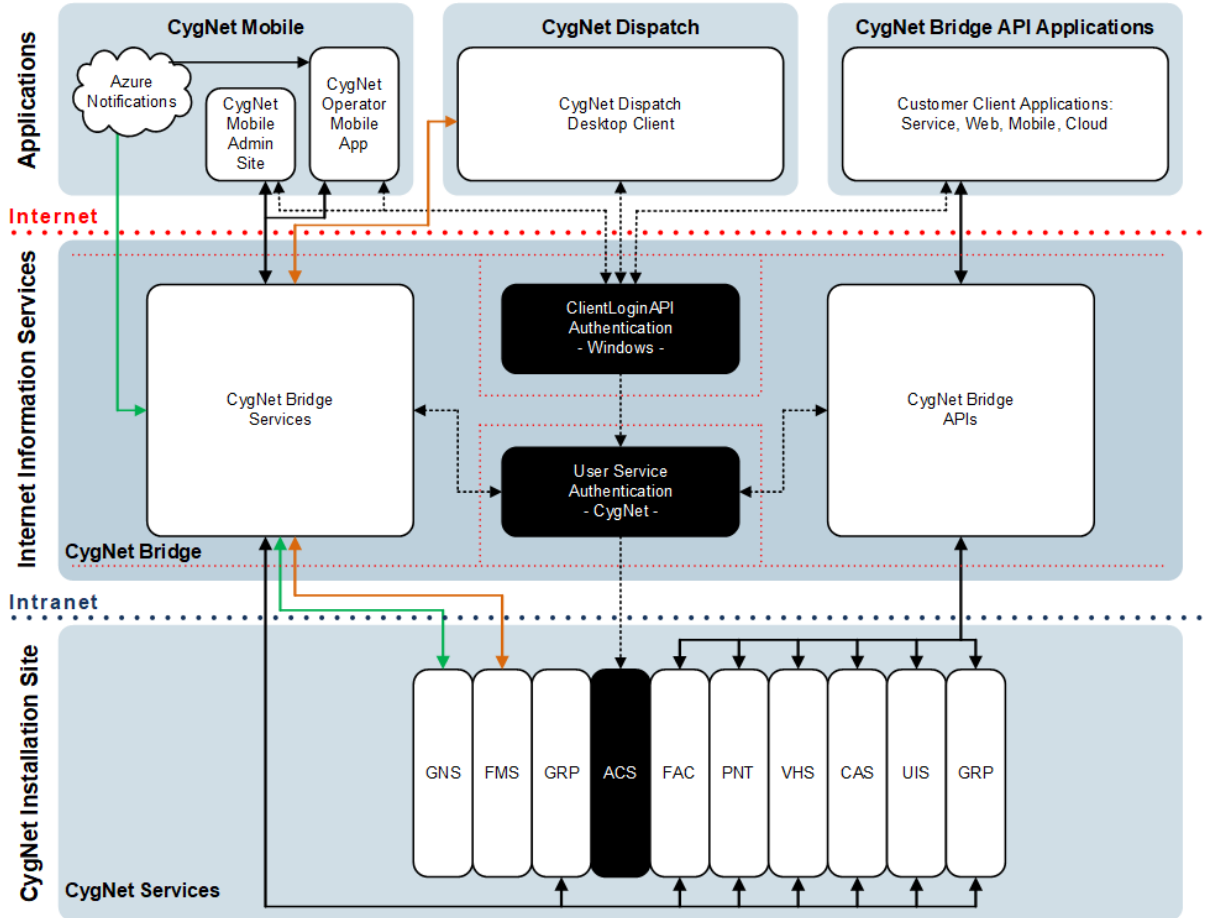 Applications
CygNet Mobile
Azure
Notifications
CygNet
Mobile
Admin
Site
CygNet
Operator
Mobile
App
CygNet Dispatch
CygNet Dispatch
Desktop Client
CygNet Bridge API Applications
Customer Client Applications:
Service, Web, Mobile, Cloud
Internet
Internet Information Services
CygNet Bridge
Services
ClientLoginAPI
Authentication
- Windows -
User Service
Authentication
- CygNet -
CygNet Bridge
APIs
CygNet Bridge
Intranet
CygNet Installation Site
GNS
FMS
GRP
ACS
FAC
PNT
VHS
CAS
UIS
GRP
CygNet Services